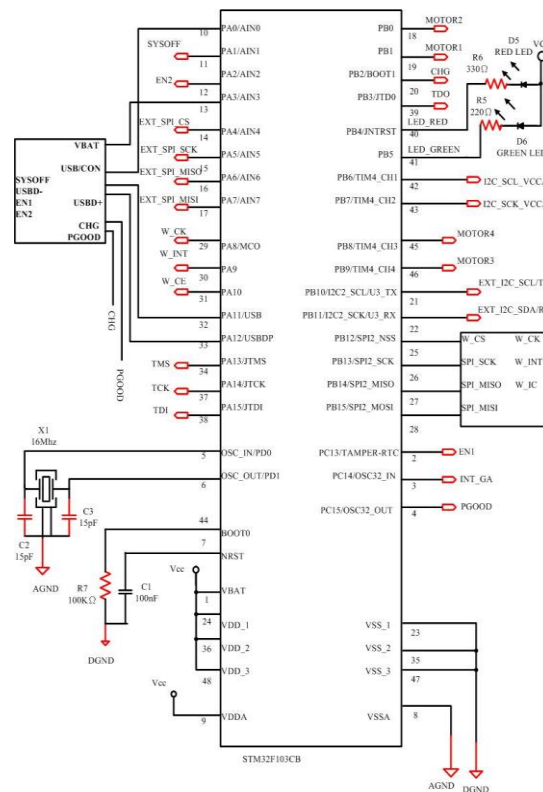 PA0/AIN0
10
SYSOFF
PA1/AIN1
11
EN2
PA2/AIN2
12
PA3/AIN3
13
EXT_SPI_CS
PA4/AIN4
14
EXT_SPI_SCK
PA5/AIN5
15
EXT_SPI_MISO
PA6/AIN6
16
EXT_SPI_MISI
PA7/AIN7
17
W_CK
PA8/MCO
29
W_INT
PA9
30
W_CE
PA10
31
PA11/USB
32
PA12/USBDP
33
TMS
PA13/JTMS
34
TCK
PA14/JTCK
37
TDI
PA15/JTDI
38
OSC_IN/PD0
5
OSC_OUT/PD1
6
44
BOOT0
7
NRST
VBAT
1
VDD_1
24
VDD_2
36
VDD_3
48
VDDA
9
VBAT
USB/CON
SYSOFF
USBD-
USBD+
EN1
EN2
CHG
PGOOD
CHG
PGOOD
X1
16Mhz
C3
15pF
C2
15pF
AGND
R7
100KΩ
C1
100nF
DGND
Vcc
Vcc
PB0
MOTOR2
18
PB1
MOTOR1
19
PB2/BOOT1
CHG
20
PB3/JTD0
TDO
39
PB4/JNTRST
LED_RED
40
PB5
LED_GREEN
41
PB6/TIM4_CH1
42
I2C_SCL_VCC
PB7/TIM4_CH2
43
I2C_SCK_VCC
PB8/TIM4_CH3
45
MOTOR4
PB9/TIM4_CH4
46
MOTOR3
PB10/I2C2_SCL/U3_TX
21
EXT_I2C_SCL/T
PB11/I2C2_SCK/U3_RX
22
EXT_I2C_SDA/R
PB12/SPI2_NSS
25
PB13/SPI2_SCK
26
PB14/SPI2_MISO
27
PB15/SPI2_MOSI
28
PC13/TAMPER-RTC
2
EN1
PC14/OSC32_IN
3
INT_GA
PC15/OSC32_OUT
4
PGOOD
VSS_1
23
VSS_2
35
VSS_3
47
VSSA
8
D5
RED LED
R6
330Ω
R5
220Ω
D6
GREEN LE
VC
W_CS W_CK
SPI_SCK W_INT
SPI_MISO W_IC
SPI_MISI
AGND
DGND
STM32F103CB